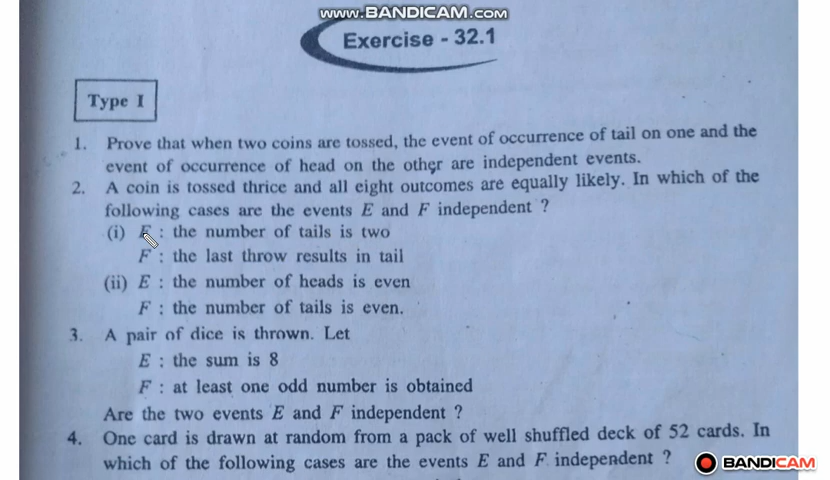 www.BANDICAM.com
Exercise - 32.1
Type I
1. Prove that when two coins are tossed, the event of occurrence of tail on one and the
event of occurrence of head on the other are independent events.
2. A coin is tossed thrice and all eight outcomes are equally likely. In which of the
following cases are the events E and F independent ?
(i) E : the number of tails is two
F : the last throw results in tail
(ii) E : the number of heads is even
F : the number of tails is even.
3. A pair of dice is thrown. Let
E : the sum is 8
F : at least one odd number is obtained
Are the two events E and F independent ?
4. One card is drawn at random from a pack of well shuffled deck of 52 cards. In
which of the following cases are the events E and F independent ?
BANDICAM